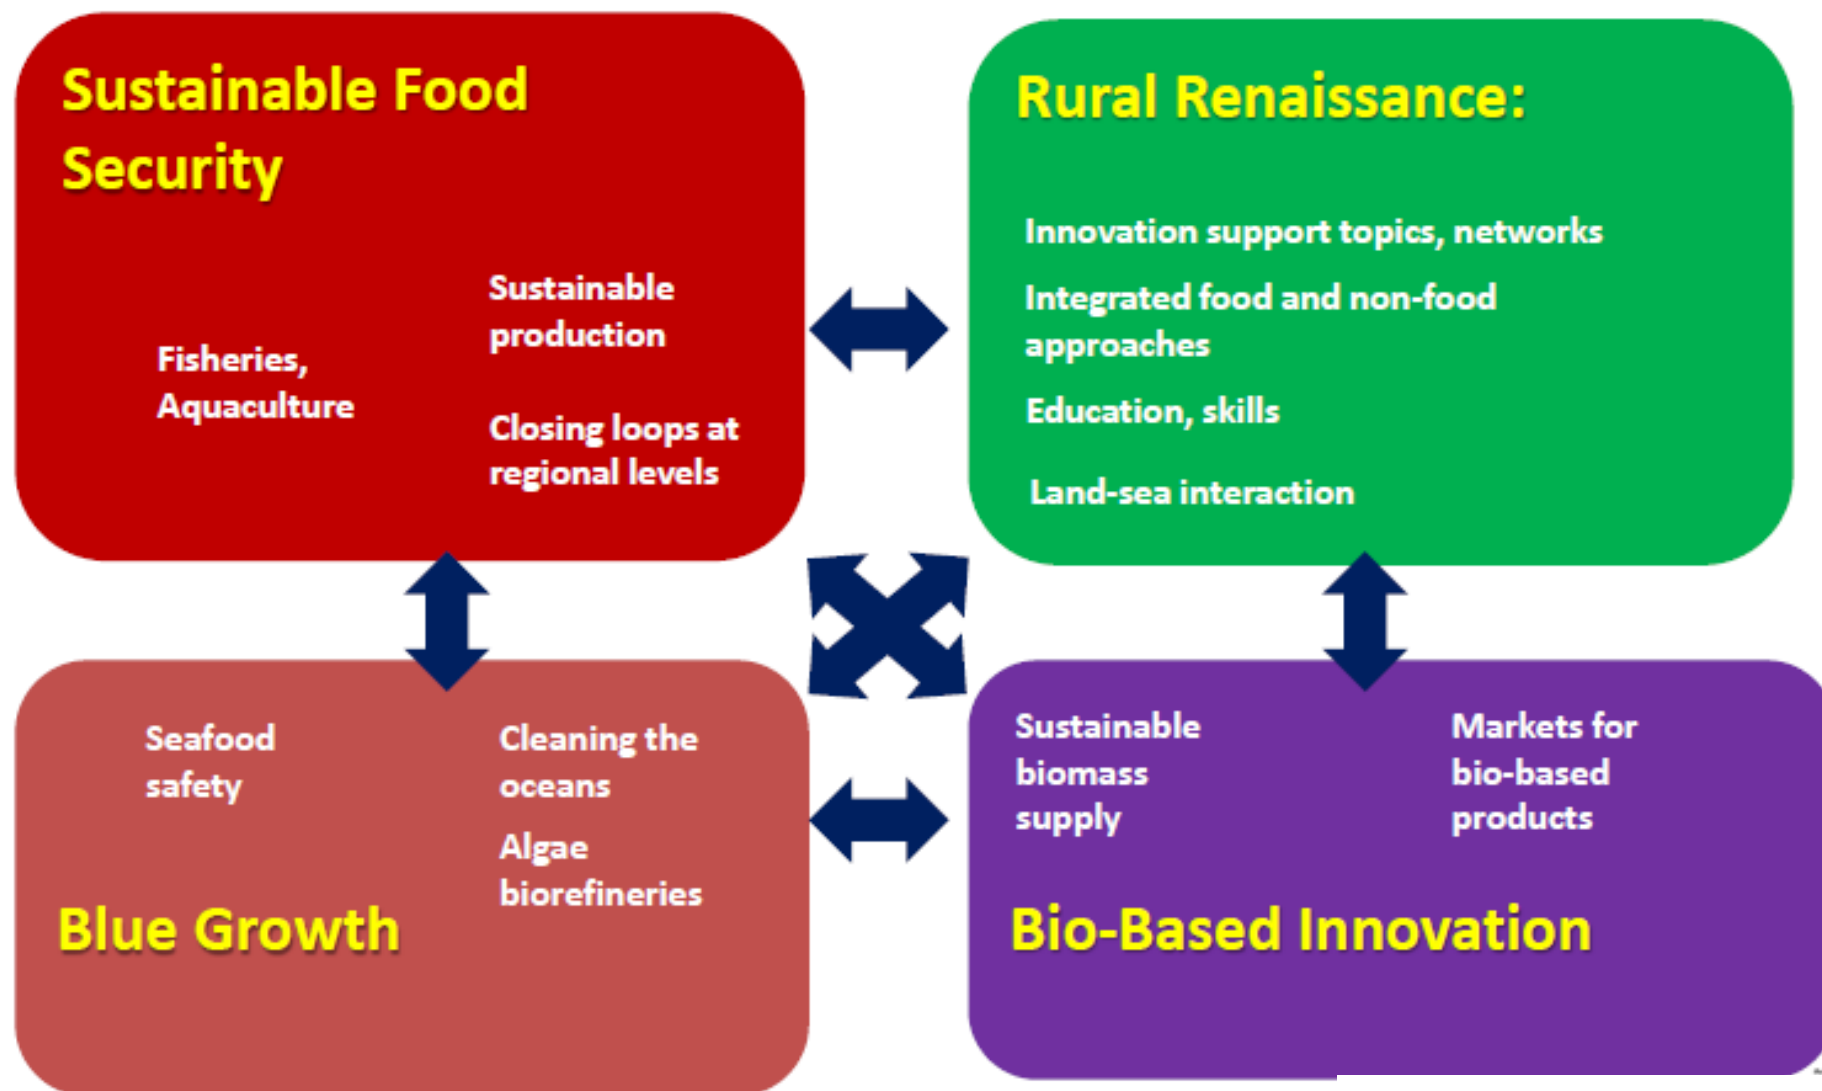 Sustainable Food
Security
Fisheries,
Aquaculture
Sustainable
production
Closing loops at
regional levels
Rural Renaissance:
Innovation support topics, networks
Integrated food and non-food
approaches
Education, skills
Land-sea interaction
Seafood
safety
Cleaning the
oceans
Algae
biorefineries
Blue Growth
Sustainable
biomass
supply
Markets for
bio-based
products
Bio-Based Innovation